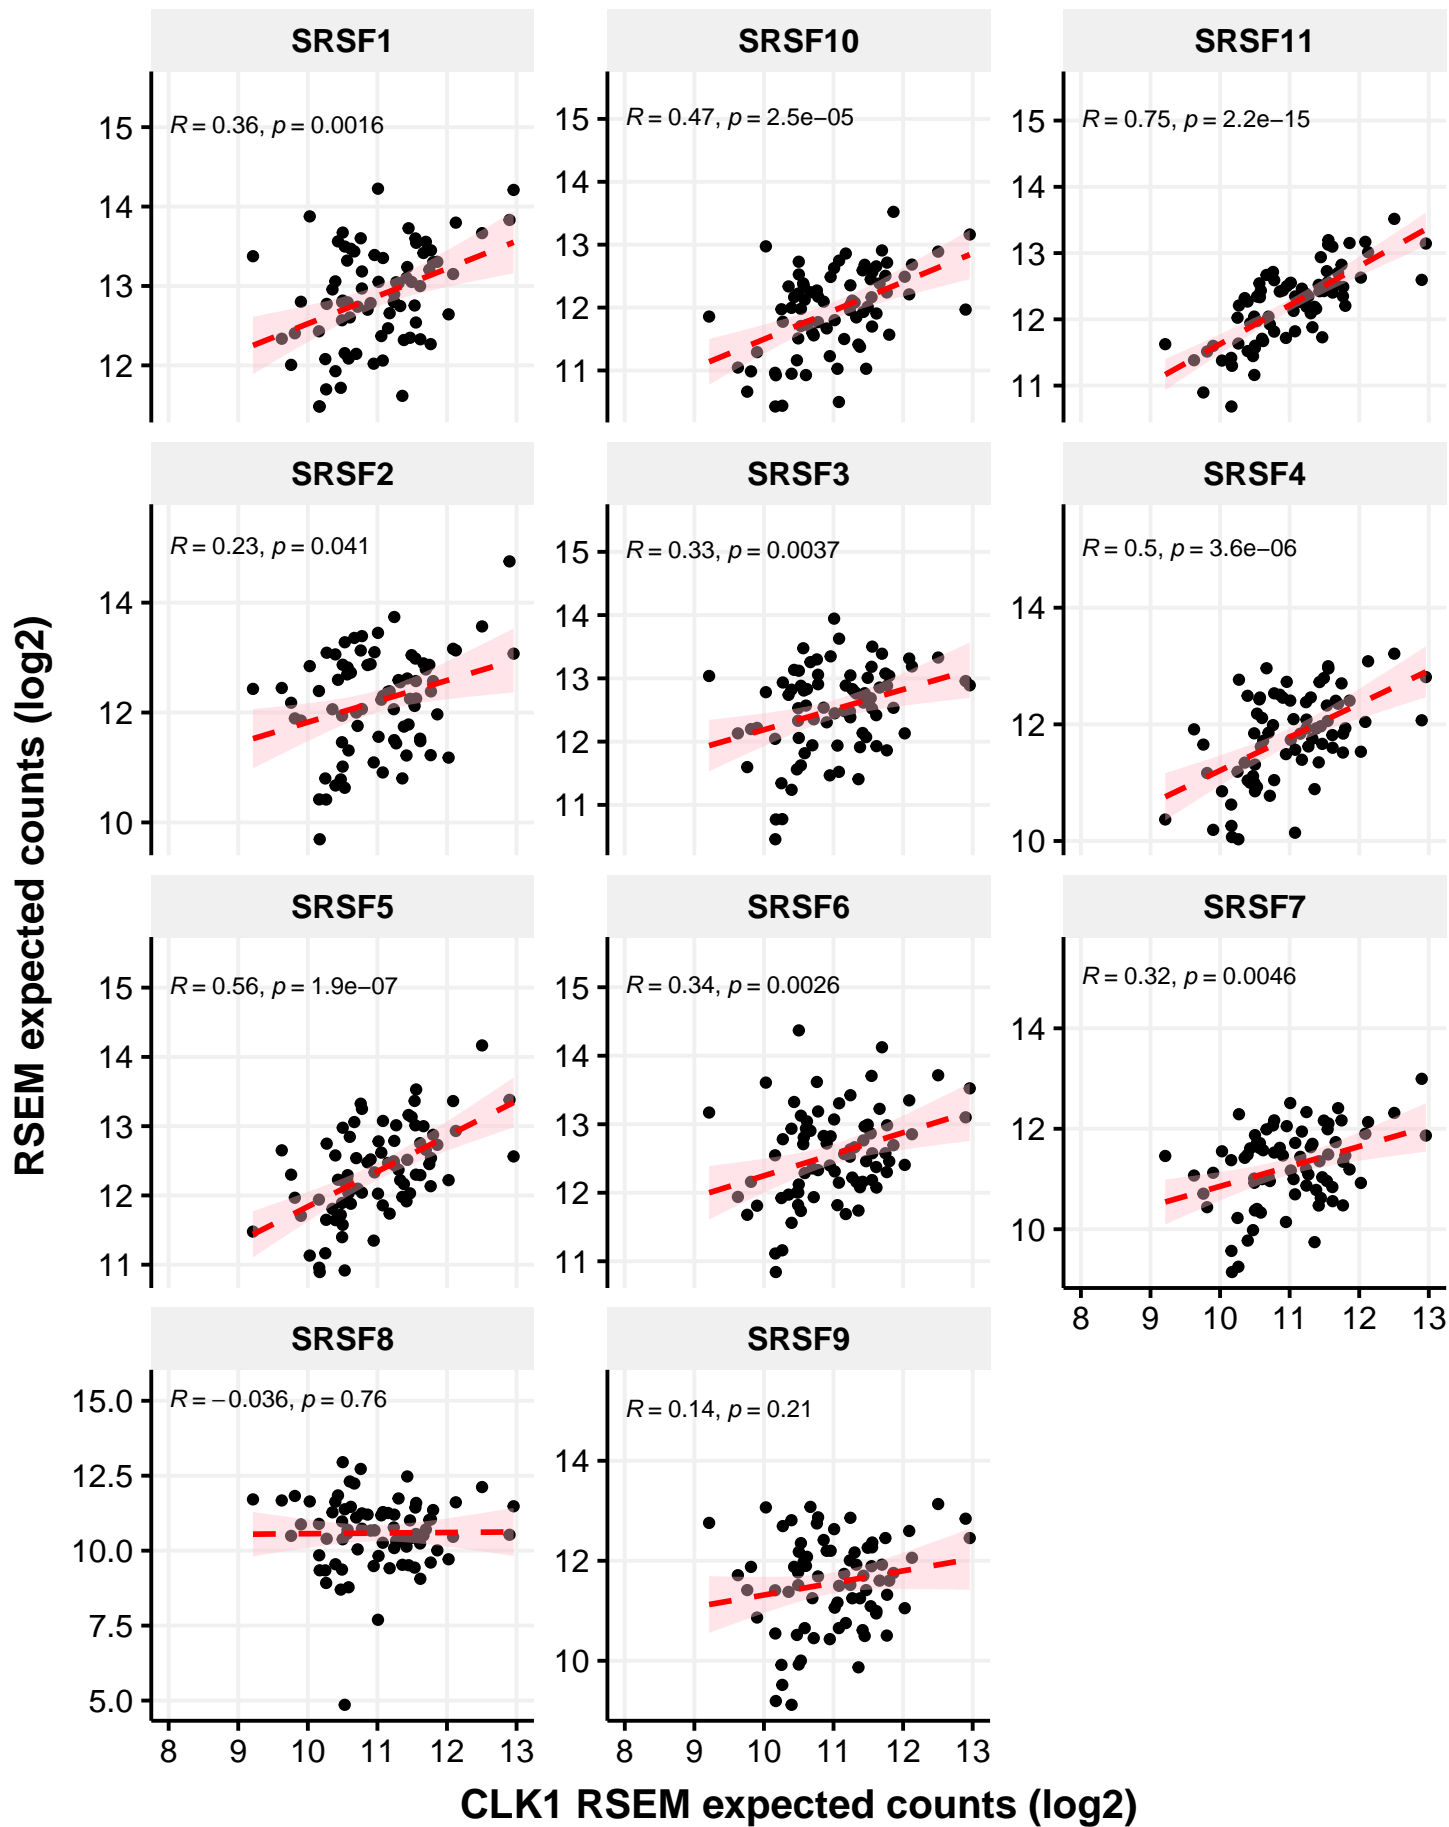 SRSF1
SRSF10
SRSF11
R = 0.36, p = 0.0016
R = 0.47, p = 2.5e−05
R = 0.75, p = 2.2e−15
15
14
13
12
15
14
13
12
11
15
14
13
12
11
SRSF2
SRSF3
SRSF4
R = 0.23, p = 0.041
R = 0.33, p = 0.0037
R = 0.5, p = 3.6e−06
14
12
10
15
14
13
12
11
14
12
10
SRSF5
SRSF6
SRSF7
R = 0.56, p = 1.9e−07
R = 0.34, p = 0.0026
R = 0.32, p = 0.0046
15
14
13
12
11
15
14
13
12
11
14
12
10
8 9 10 11 12 13
SRSF8
SRSF9
R = −0.036, p = 0.76
R = 0.14, p = 0.21
15.0
12.5
10.0
7.5
5.0
14
12
10
8 9 10 11 12 13
8 9 10 11 12 13
RSEM expected counts (log2)
CLK1 RSEM expected counts (log2)